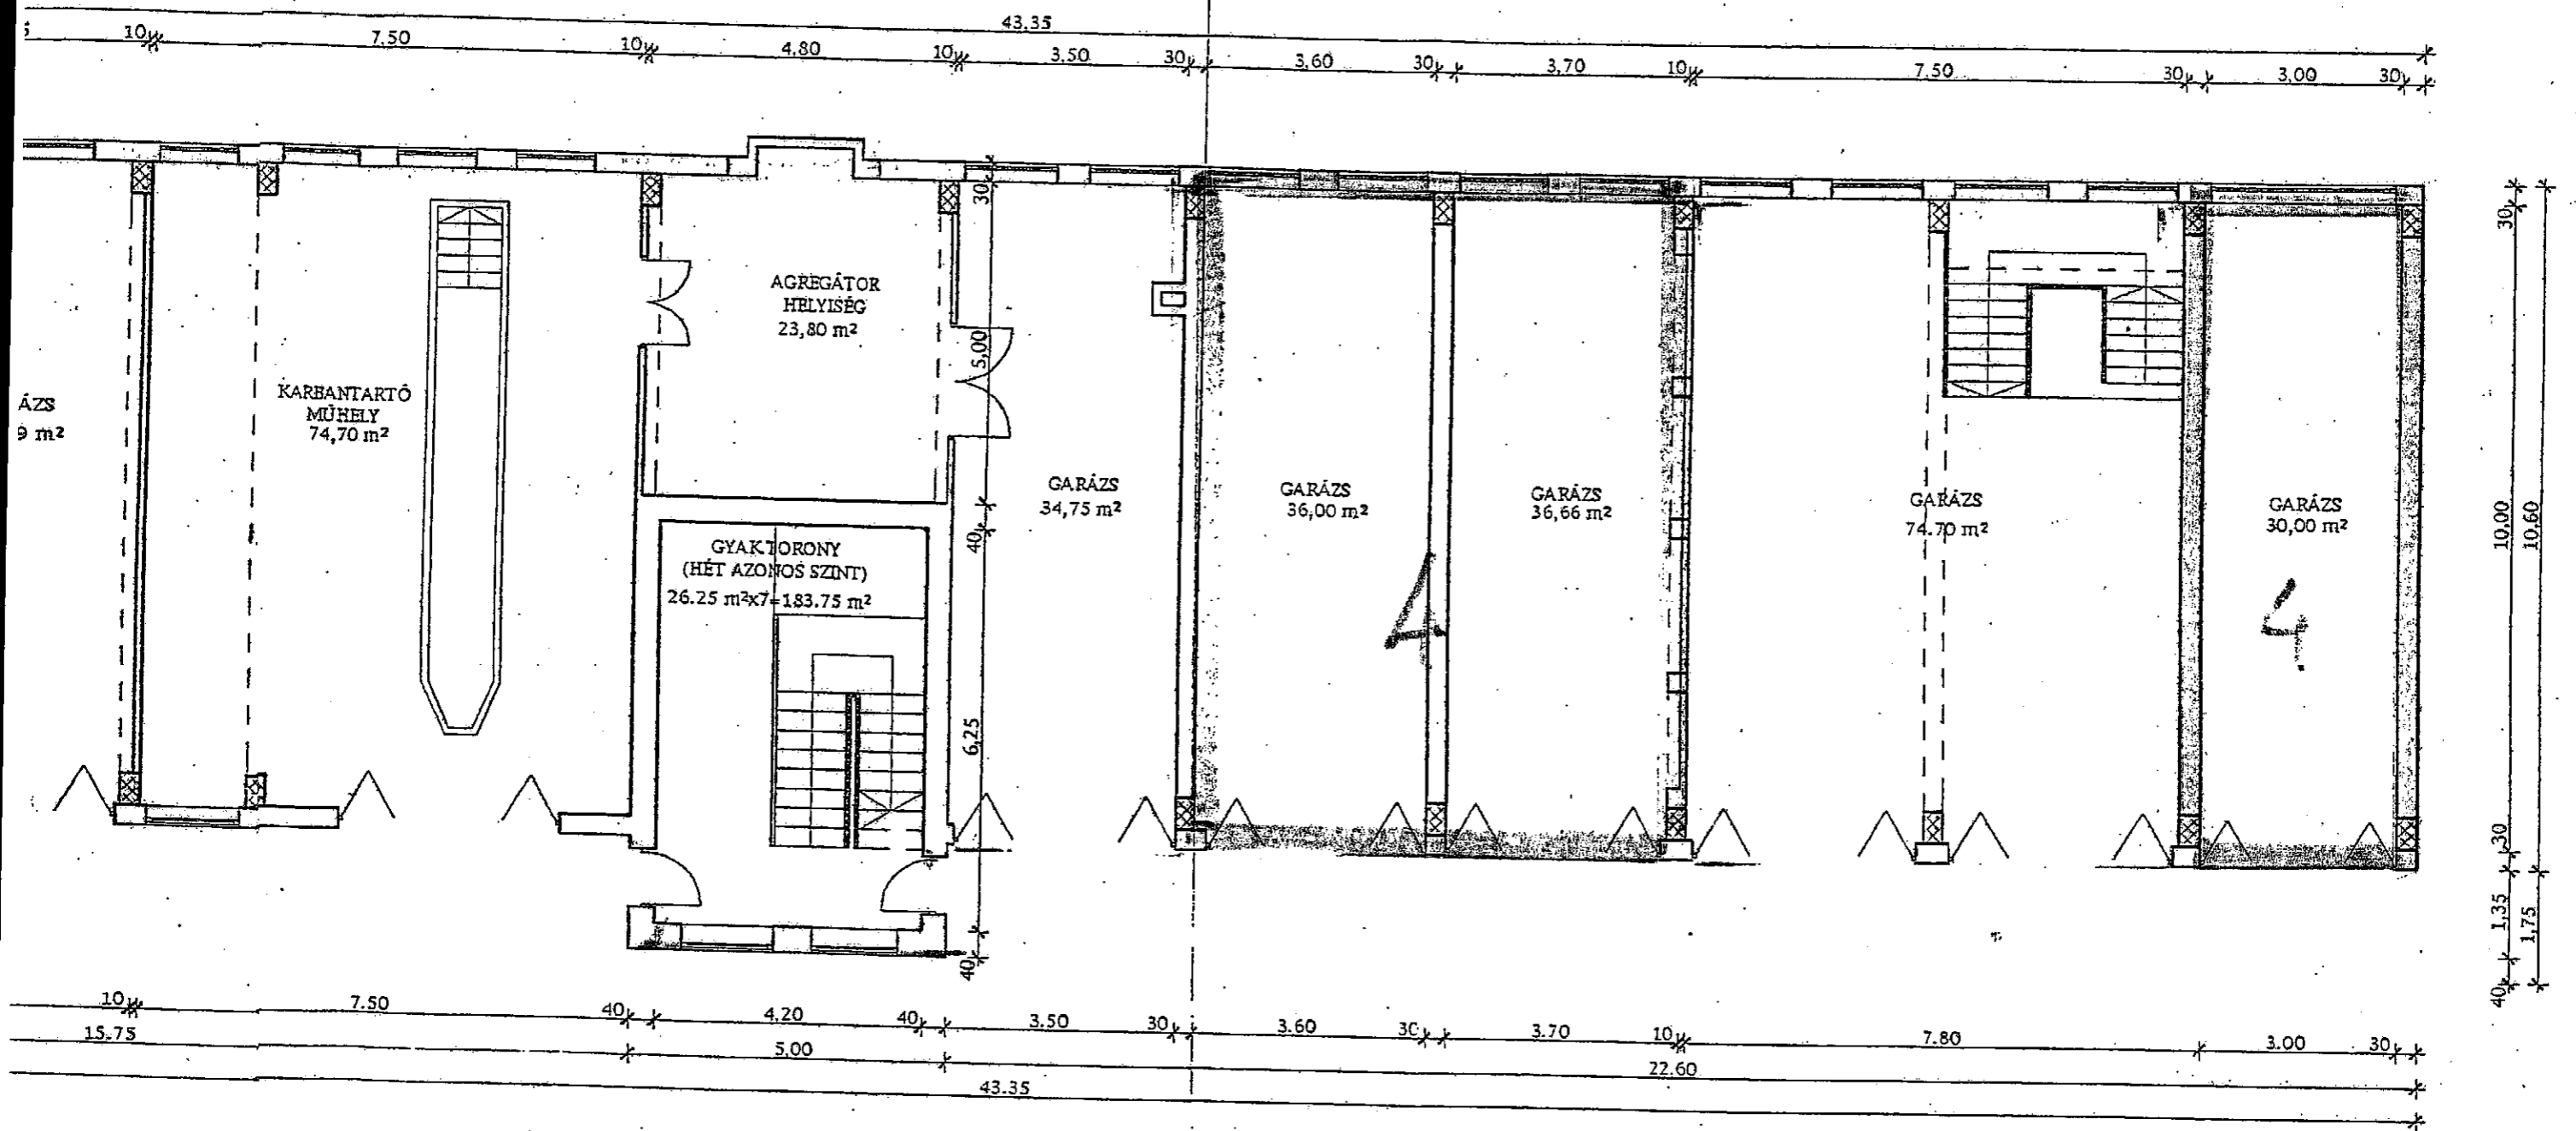 43.35
10 7.50 10 4.80 10 3.50 30 3.60 30 3.70 10 7.50 30 3.00 30
ÁZS
9 m²
KARBANTARTÓ
MŰHELY
74,70 m²
AGREGÁTOR
HELYISÉG
23,80 m²
GYAK.TORONY
(HÉT AZONOS SZINT)
26.25 m²x7=183.75 m²
30
5,00
40
6,25
40
GARÁZS
34,75 m²
GARÁZS
36,00 m²
GARÁZS
36,66 m²
GARÁZS
74.70 m²
GARÁZS
30,00 m²
4
4
30
10,00
10,60
30
1,35
1,75
40
10 7.50 40 4.20 40 3.50 30 3.60 30 3.70 10 7.80 3.00 30
15.75 5,00 22.60
43.35